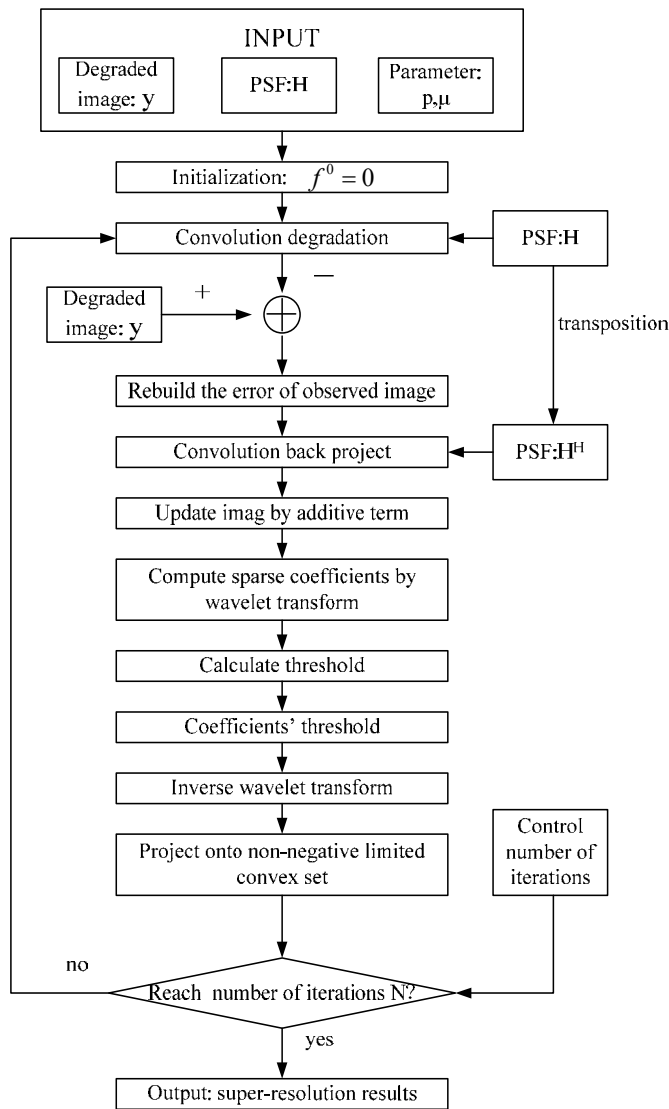 INPUT
Degraded
image: y
PSF:H
Parameter:
p,μ
Initialization: f⁰ = 0
Convolution degradation
PSF:H
−
+
Degraded
image: y
transposition
Rebuild the error of observed image
Convolution back project
PSF:Hᴴ
Update imag by additive term
Compute sparse coefficients by
wavelet transform
Calculate threshold
Coefficients’ threshold
Inverse wavelet transform
Project onto non-negative limited
convex set
Control
number of
iterations
no
Reach number of iterions N?
yes
Output: super-resolution results